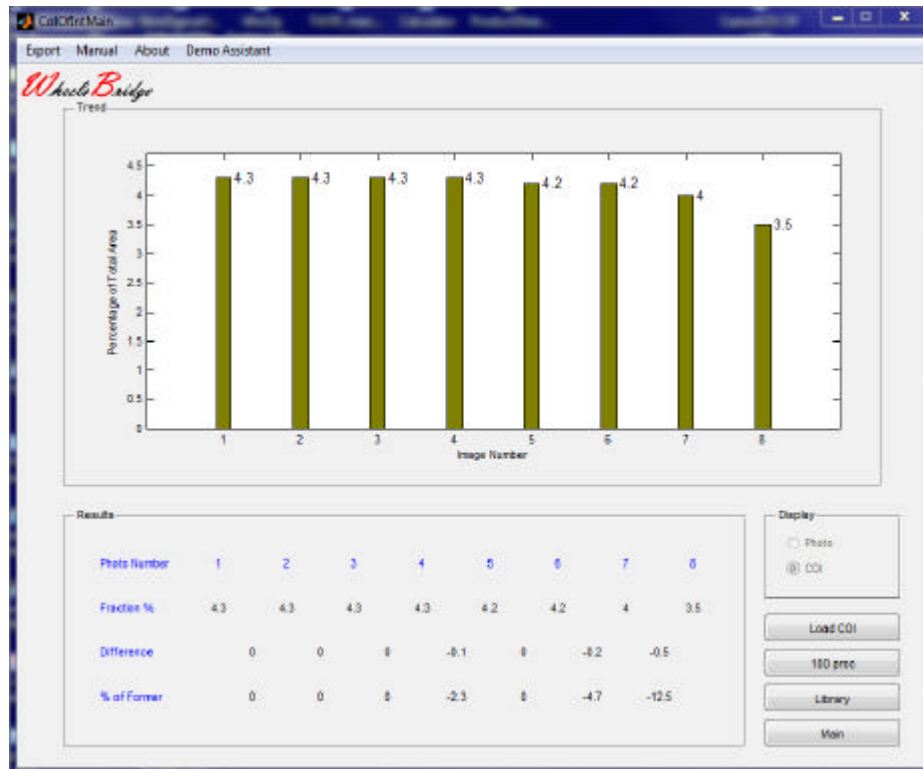 ColOfIntMain
Export Manual About Demo Assistant
WheelsBridge
Trend
4.5
4
3.5
3
2.5
2
1.5
1
0.5
0
Percentage of Total Area
4.3 4.3 4.3 4.3 4.2 4.2 4 3.5
1 2 3 4 5 6 7 8
Image Number
Results
Photo Number 1 2 3 4 5 6 7 8
Fraction % 4.3 4.3 4.3 4.3 4.2 4.2 4 3.5
Difference 0 0 0 -0.1 0 -0.2 -0.5
% of Former 0 0 0 -2.3 0 -4.7 -12.5
Display
Photo
COI
Load COI
100 proc
Library
Main